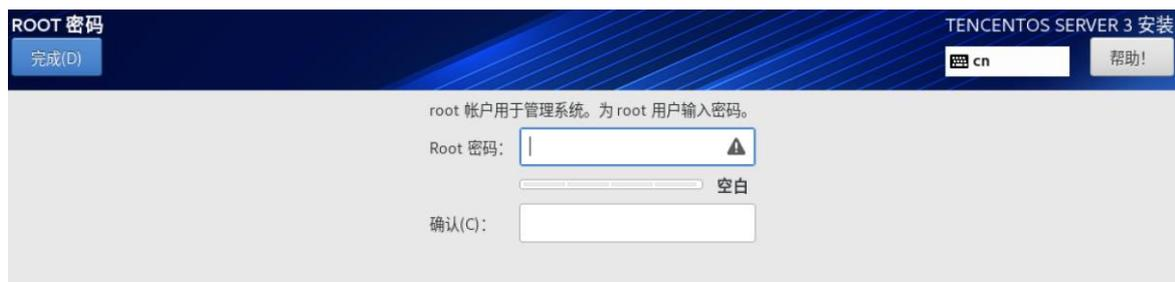 ROOT 密码
TENCENTOS SERVER 3 安装
完成(D)
cn
帮助!
root 帐户用于管理系统。为 root 用户输入密码。
Root 密码:
空白
确认(C):